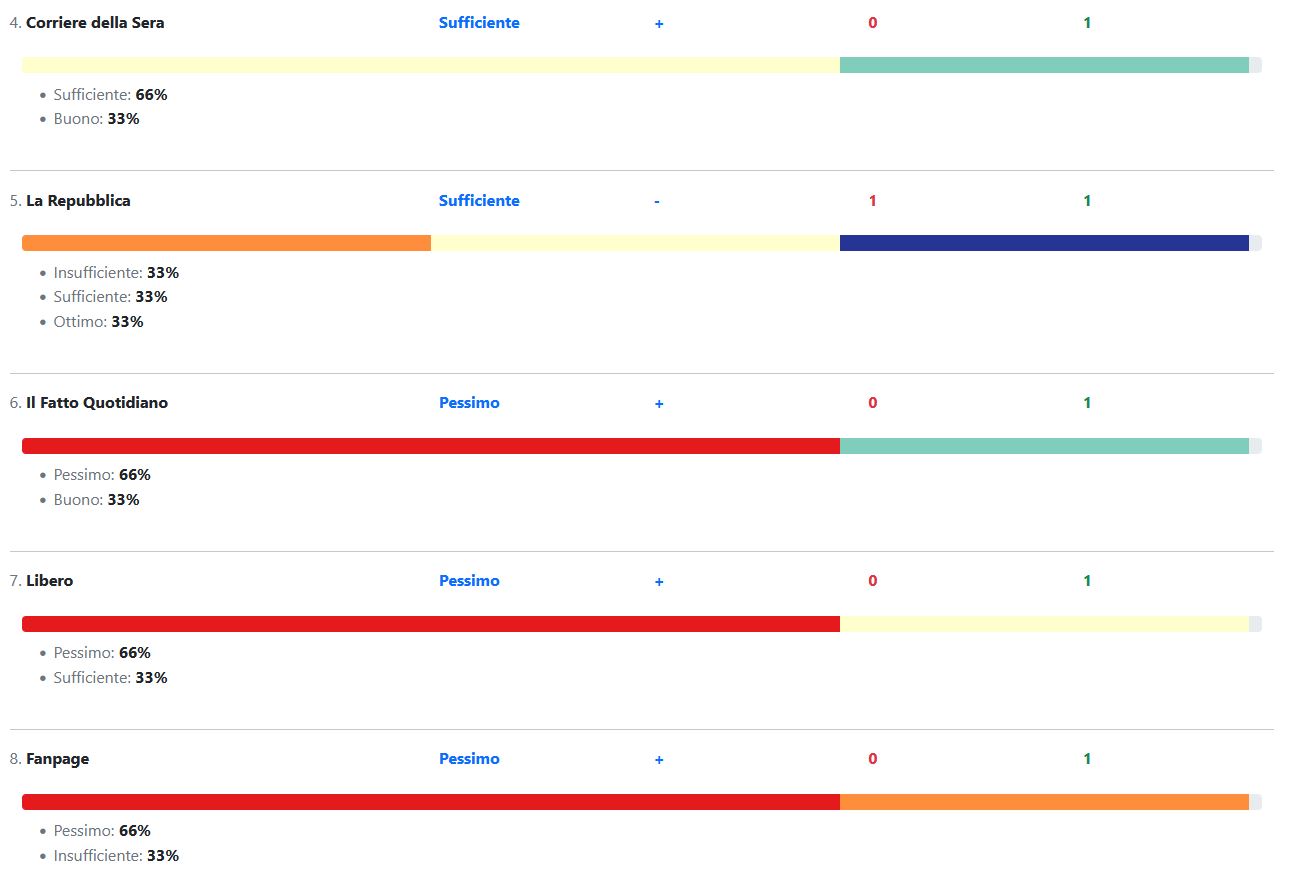 4. Corriere della Sera Sufficiente + 0 1
• Sufficiente: 66%
• Buono: 33%
5. La Repubblica Sufficiente - 1 1
• Insufficiente: 33%
• Sufficiente: 33%
• Ottimo: 33%
6. Il Fatto Quotidiano Pessimo + 0 1
• Pessimo: 66%
• Buono: 33%
7. Libero Pessimo + 0 1
• Pessimo: 66%
• Sufficiente: 33%
8. Fanpage Pessimo + 0 1
• Pessimo: 66%
• Insufficiente: 33%